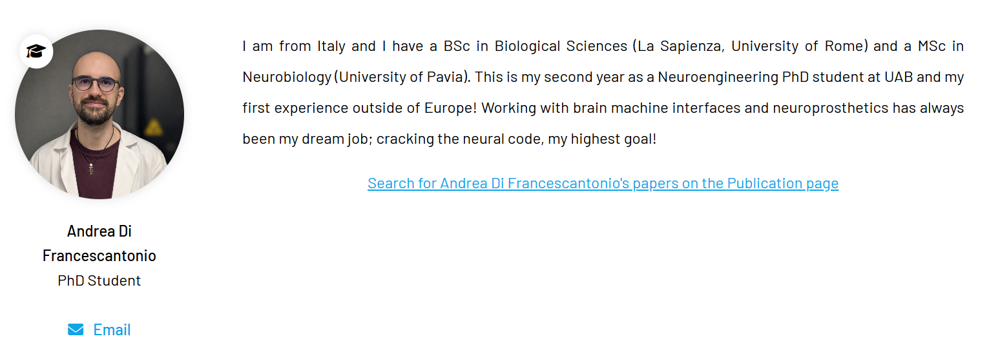 I am from Italy and I have a BSc in Biological Sciences (La Sapienza, University of Rome) and a MSc in
Neurobiology (University of Pavia). This is my second year as a Neuroengineering PhD student at UAB and my
first experience outside of Europe! Working with brain machine interfaces and neuroprosthetics has always
been my dream job; cracking the neural code, my highest goal!
Search for Andrea Di Francescantonio's papers on the Publication page
Andrea Di
Francescantonio
PhD Student
Email